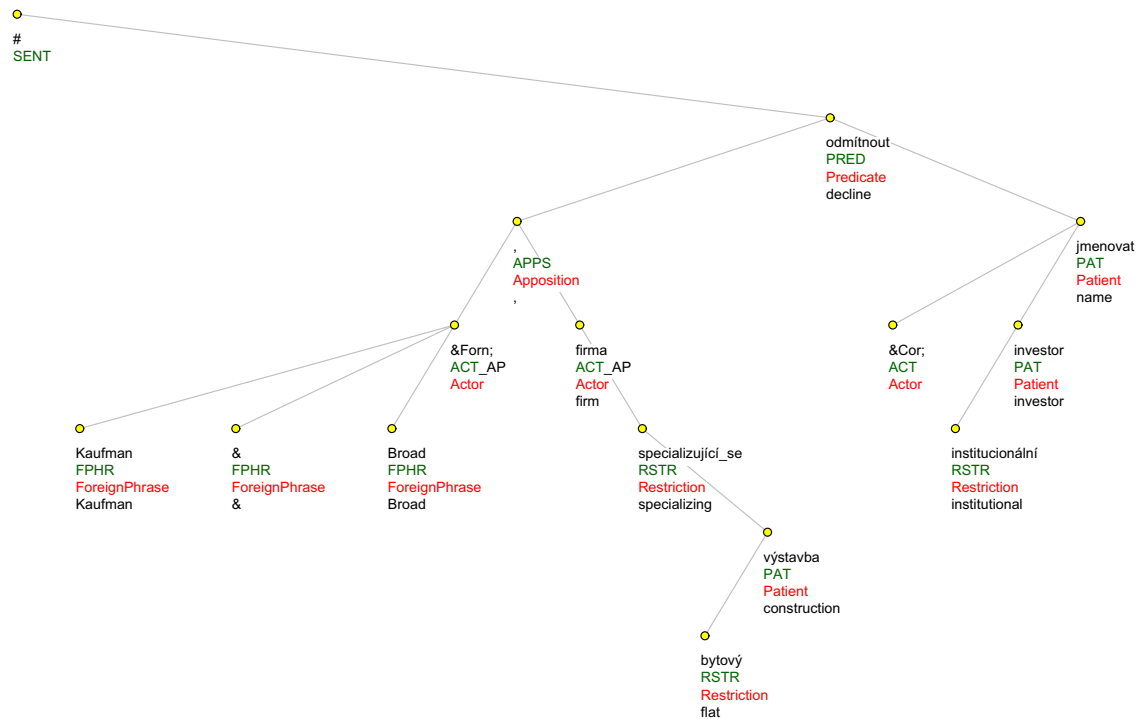 #
SENT
odmítnout
PRED
Predicate
decline
,
APPS
Apposition
,
jmenovat
PAT
Patient
name
&Forn;
ACT_AP
Actor
firma
ACT_AP
Actor
firm
&Cor;
ACT
Actor
investor
PAT
Patient
investor
Kaufman
FPHR
ForeignPhrase
Kaufman
&
FPHR
ForeignPhrase
&
Broad
FPHR
ForeignPhrase
Broad
specializující_se
RSTR
Restriction
specializing
institucionální
RSTR
Restriction
institutional
výstavba
PAT
Patient
construction
bytový
RSTR
Restriction
flat